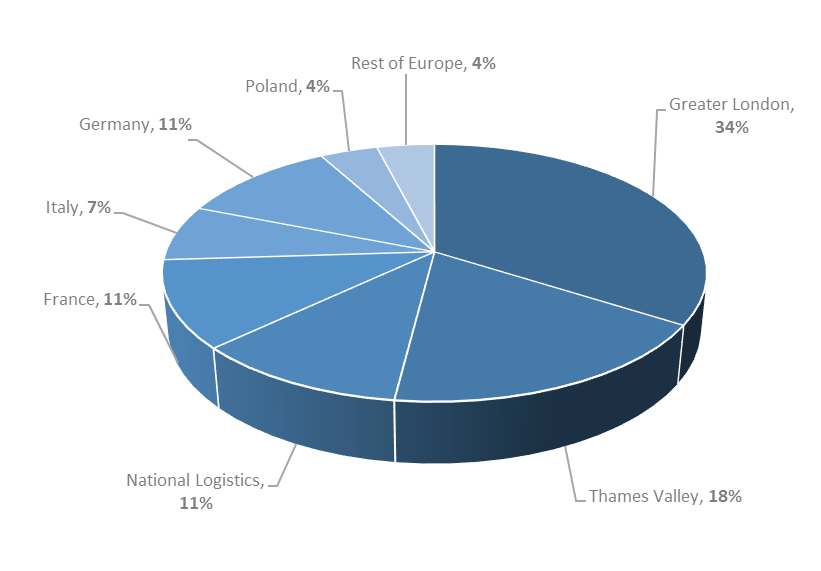 Rest of Europe, 4%
Poland, 4%
Greater London,
34%
Germany, 11%
Italy, 7%
France, 11%
National Logistics,
11%
Thames Valley, 18%